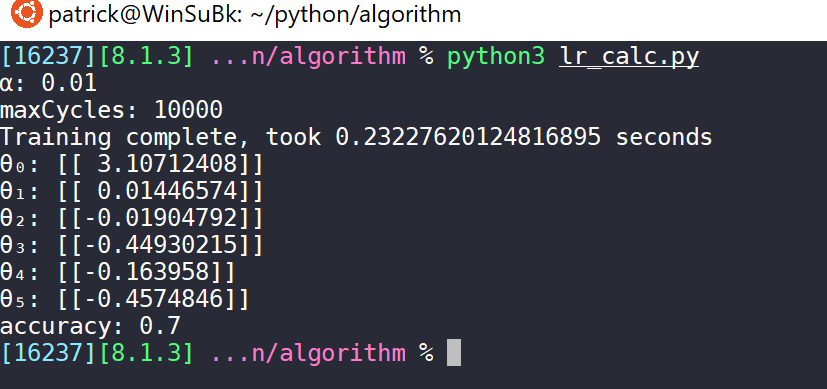 patrick@WinSuBk: ~/python/algorithm
[16237][8.1.3] ...n/algorithm % python3 lr_calc.py
α: 0.01
maxCycles: 10000
Training complete, took 0.23227620124816895 seconds
θ₀: [[ 3.10712408]]
θ₁: [[ 0.01446574]]
θ₂: [[-0.01904792]]
θ₃: [[-0.44930215]]
θ₄: [[-0.163958]]
θ₅: [[-0.4574846]]
accuracy: 0.7
[16237][8.1.3] ...n/algorithm %